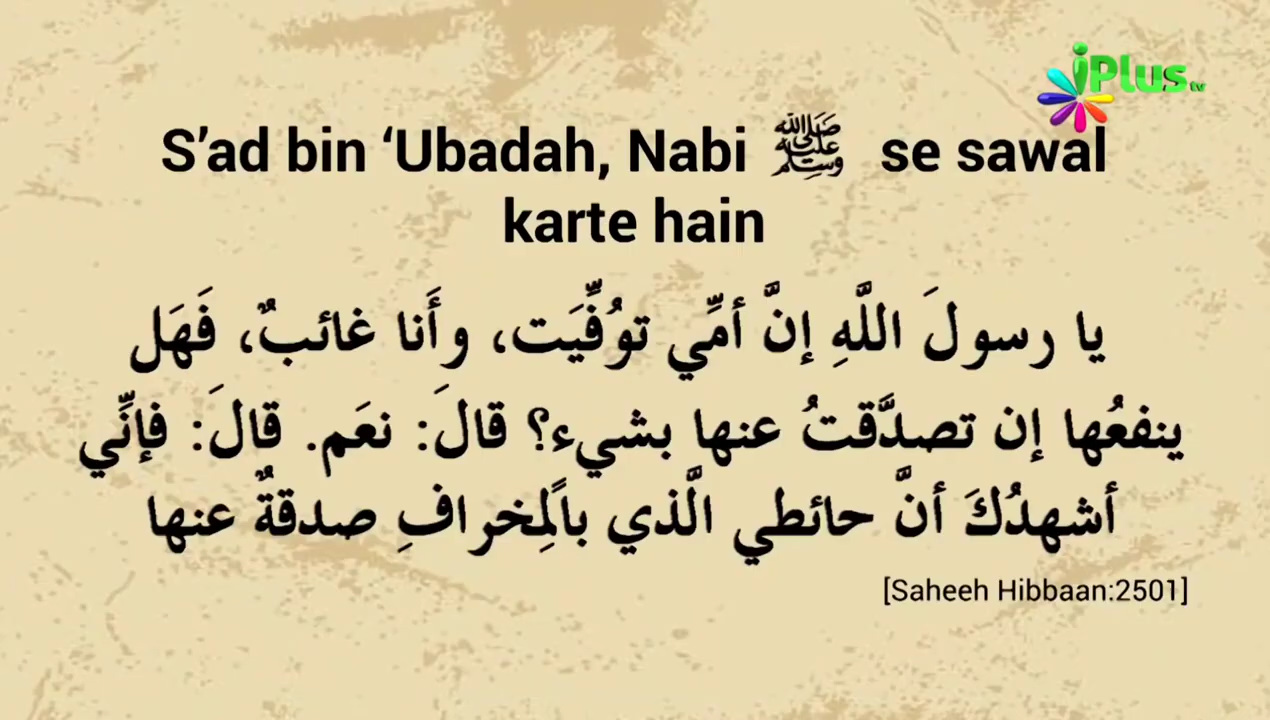 iPlus tv
S’ad bin ‘Ubadah, Nabi ﷺ se sawal
karte hain
يا رسولَ اللَّهِ إنَّ أمِّي توُفِّيَت، وأَنا غائبٌ، فَهَل
ينفعُها إن تصدَّقتُ عنها بشيء؟ قالَ: نعَم. قالَ: فإنِّي
أشهدُكَ أنَّ حائطي الَّذي بالمِخرافِ صدقةٌ عنها
[Saheeh Hibbaan:2501]